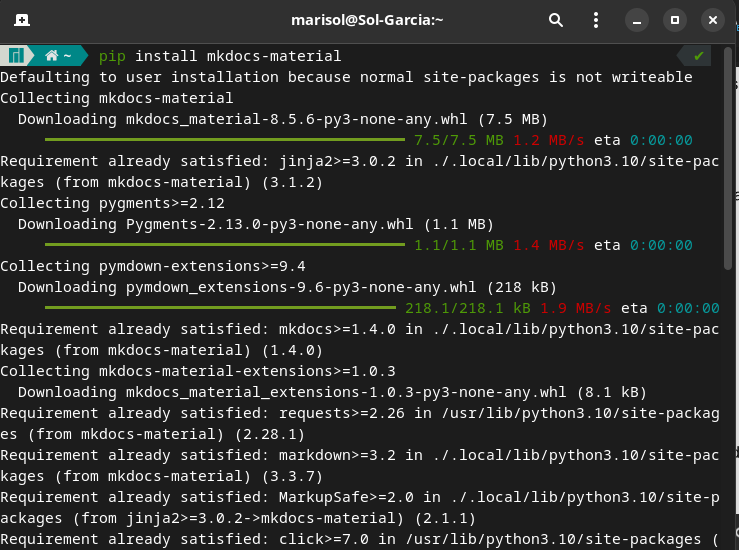 marisol@Sol-Garcia:~
~ pip install mkdocs-material ✔
Defaulting to user installation because normal site-packages is not writeable
Collecting mkdocs-material
  Downloading mkdocs_material-8.5.6-py3-none-any.whl (7.5 MB)
7.5/7.5 MB 1.2 MB/s eta 0:00:00
Requirement already satisfied: jinja2>=3.0.2 in ./.local/lib/python3.10/site-pac
kages (from mkdocs-material) (3.1.2)
Collecting pygments>=2.12
  Downloading Pygments-2.13.0-py3-none-any.whl (1.1 MB)
1.1/1.1 MB 1.4 MB/s eta 0:00:00
Collecting pymdown-extensions>=9.4
  Downloading pymdown_extensions-9.6-py3-none-any.whl (218 kB)
218.1/218.1 kB 1.9 MB/s eta 0:00:00
Requirement already satisfied: mkdocs>=1.4.0 in ./.local/lib/python3.10/site-pac
kages (from mkdocs-material) (1.4.0)
Collecting mkdocs-material-extensions>=1.0.3
  Downloading mkdocs_material_extensions-1.0.3-py3-none-any.whl (8.1 kB)
Requirement already satisfied: requests>=2.26 in /usr/lib/python3.10/site-packag
es (from mkdocs-material) (2.28.1)
Requirement already satisfied: markdown>=3.2 in ./.local/lib/python3.10/site-pac
kages (from mkdocs-material) (3.3.7)
Requirement already satisfied: MarkupSafe>=2.0 in ./.local/lib/python3.10/site-p
ackages (from jinja2>=3.0.2->mkdocs-material) (2.1.1)
Requirement already satisfied: click>=7.0 in /usr/lib/python3.10/site-packages (